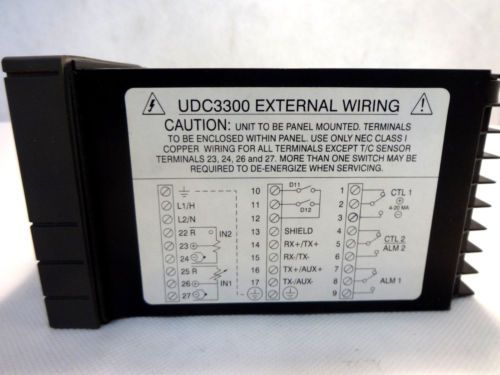 UDC3300 EXTERNAL WIRING
CAUTION: UNIT TO BE PANEL MOUNTED. TERMINALS
TO BE ENCLOSED WITHIN PANEL. USE ONLY NEC CLASS I
COPPER WIRING FOR ALL TERMINALS EXCEPT T/C SENSOR
TERMINALS 23, 24, 26 and 27. MORE THAN ONE SWITCH MAY BE
REQUIRED TO DE-ENERGIZE WHEN SERVICING.
L1/H
L2/N
22 R
23 + IN2
24 -
25 R
26 + IN1
27 -
10 D11
11 D12
12
13 SHIELD
14 RX+/TX+
15 RX-/TX-
16 TX+/AUX+
17 TX-/AUX-
1 CTL 1
2 + 4-20 MA
3 -
4 CTL 2
5
6 ALM 2
7
8 ALM 1
9